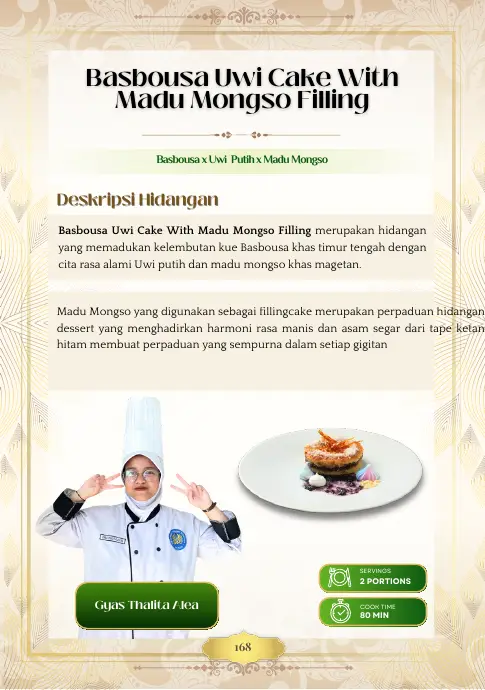 Basbousa Uwi Cake With
Madu Mongso Filling
Basbousa x Uwi Putih x Madu Mongso
Deskripsi Hidangan
Basbousa Uwi Cake With Madu Mongso Filling merupakan hidangan
yang memadukan kelembutan kue Basbousa khas timur tengah dengan
cita rasa alami Uwi putih dan madu mongso khas magetan.
Madu Mongso yang digunakan sebagai fillingcake merupakan perpaduan hidangan
dessert yang menghadirkan harmoni rasa manis dan asam segar dari tape ketan
hitam membuat perpaduan yang sempurna dalam setiap gigitan
SERVINGS
2 PORTIONS
Gyas Thalita Alea
COOK TIME
80 MIN
168